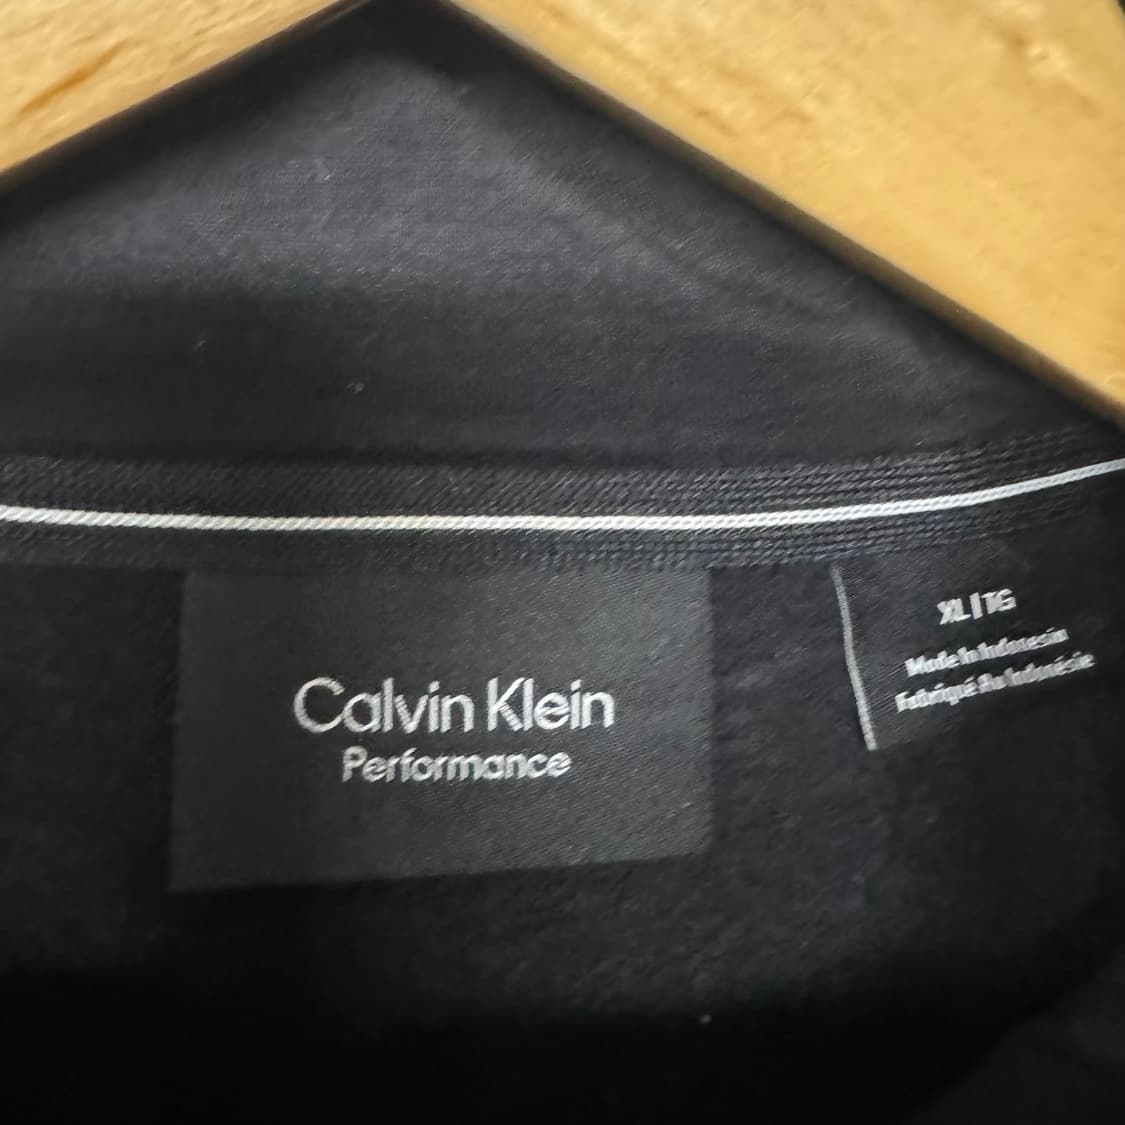 Calvin Klein
Performance
XL/TG
Made In Indonesia
Fabriqué En Indonésie